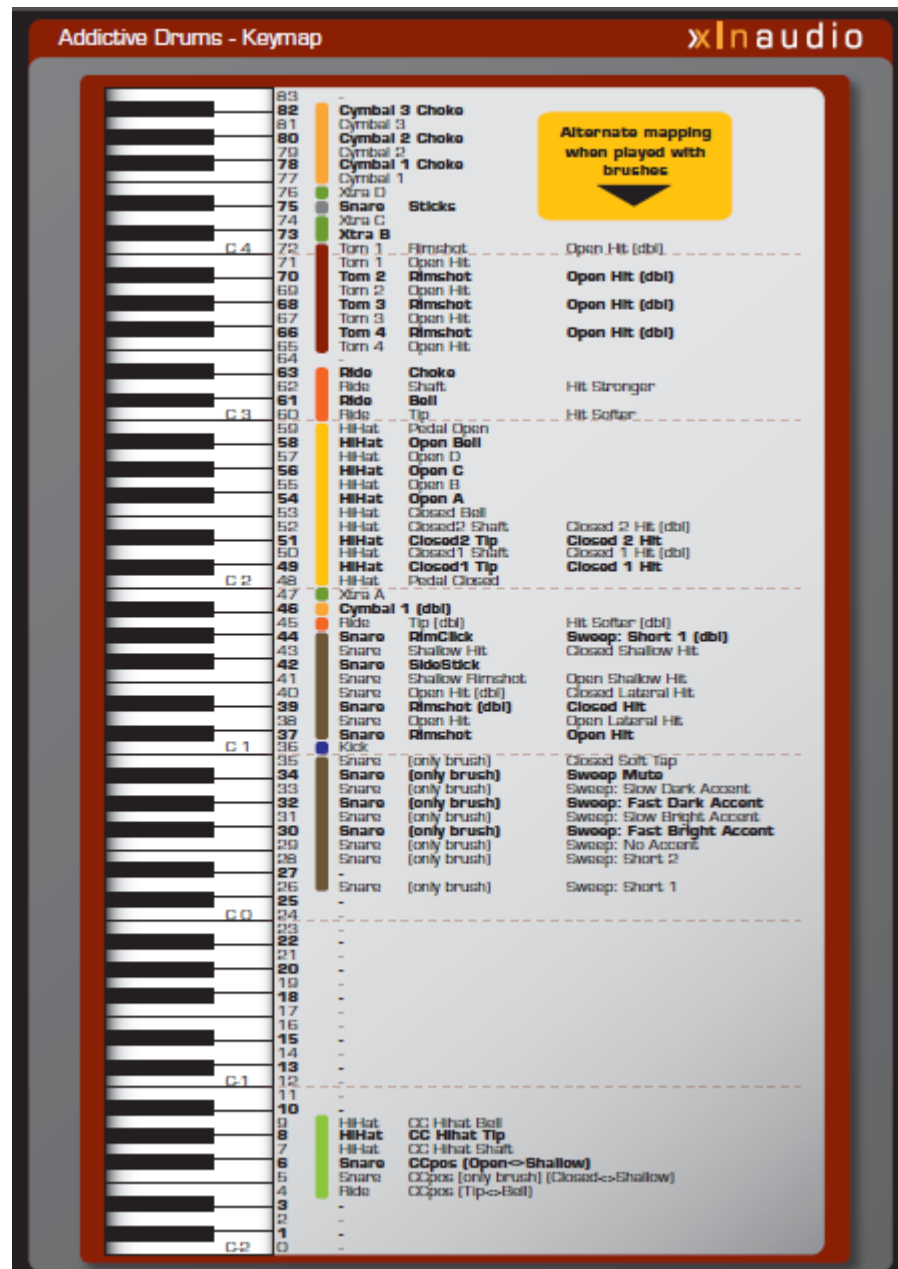 Addictive Drums - Keymap
xlnaudio
Alternate mapping
when played with
brushes
83 -
82 Cymbal 3 Choke
81 Cymbal 3
80 Cymbal 2 Choke
79 Cymbal 2
78 Cymbal 1 Choke
77 Cymbal 1
76 Xtra D
75 Snare Sticks
74 Xtra C
73 Xtra B
C 4 72 Tom 1 Rimshot Open Hit (dbl)
71 Tom 1 Open Hit
70 Tom 2 Rimshot Open Hit (dbl)
69 Tom 2 Open Hit
68 Tom 3 Rimshot Open Hit (dbl)
67 Tom 3 Open Hit
66 Tom 4 Rimshot Open Hit (dbl)
65 Tom 4 Open Hit
64 -
63 Ride Choke
62 Ride Shaft Hit Stronger
61 Ride Bell
C 3 60 Ride Tip Hit Softer
59 HiHat Pedal Open
58 HiHat Open Bell
57 HiHat Open D
56 HiHat Open C
55 HiHat Open B
54 HiHat Open A
53 HiHat Closed Bell
52 HiHat Closed2 Shaft Closed 2 Hit (dbl)
51 HiHat Closed2 Tip Closed 2 Hit
50 HiHat Closed1 Shaft Closed 1 Hit (dbl)
49 HiHat Closed1 Tip Closed 1 Hit
C 2 48 HiHat Pedal Closed
47 Xtra A
46 Cymbal 1 (dbl)
45 Ride Tip (dbl) Hit Softer (dbl)
44 Snare RimClick Sweep: Short 1 (dbl)
43 Snare Shallow Hit Closed Shallow Hit
42 Snare SideStick
41 Snare Shallow Rimshot Open Shallow Hit
40 Snare Open Hit (dbl) Closed Lateral Hit
39 Snare Rimshot (dbl) Closed Hit
38 Snare Open Hit Open Lateral Hit
37 Snare Rimshot Open Hit
C 1 36 Kick
35 Snare (only brush) Closed Soft Tap
34 Snare (only brush) Sweep Mute
33 Snare (only brush) Sweep: Slow Dark Accent
32 Snare (only brush) Sweep: Fast Dark Accent
31 Snare (only brush) Sweep: Slow Bright Accent
30 Snare (only brush) Sweep: Fast Bright Accent
29 Snare (only brush) Sweep: No Accent
28 Snare (only brush) Sweep: Short 2
27 -
26 Snare (only brush) Sweep: Short 1
25 -
C 0 24 -
23 -
22 -
21 -
20 -
19 -
18 -
17 -
16 -
15 -
14 -
13 -
C-1 12 -
11 -
10 -
9 HiHat CC Hihat Bell
8 HiHat CC Hihat Tip
7 HiHat CC Hihat Shaft
6 Snare CCpos (Open<>Shallow)
5 Snare CCpos (only brush) (Closed<>Shallow)
4 Ride CCpos (Tip<>Bell)
3 -
2 -
1 -
C-2 0 -